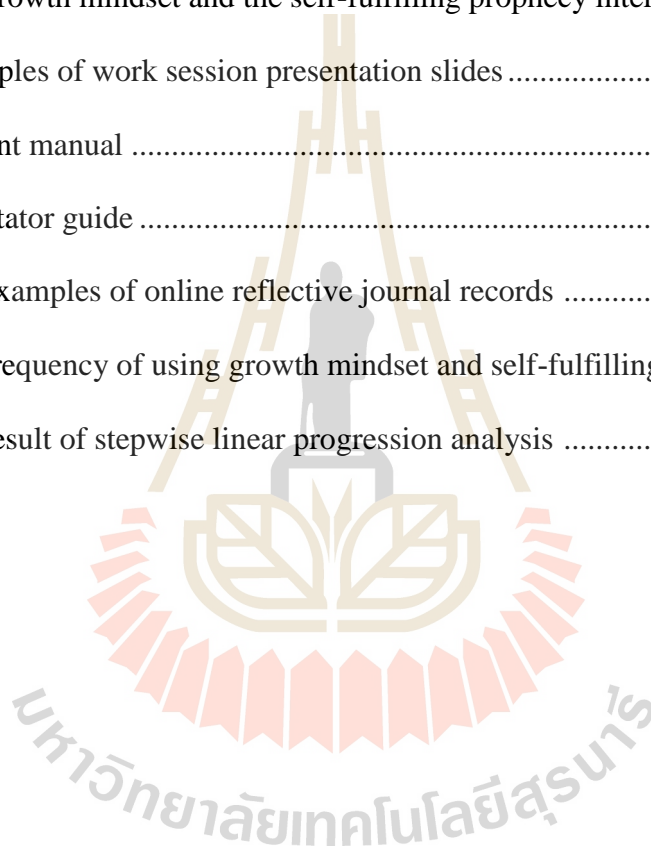 rowth mindset and the self-fulfilling prophecy inter
ples of work session presentation slides
nt manual
tator guide
xamples of online reflective journal records
requency of using growth mindset and self-fulfilling
esult of stepwise linear progression analysis
มหาวิทยาลัยเทคโนโลยีสุรนารี